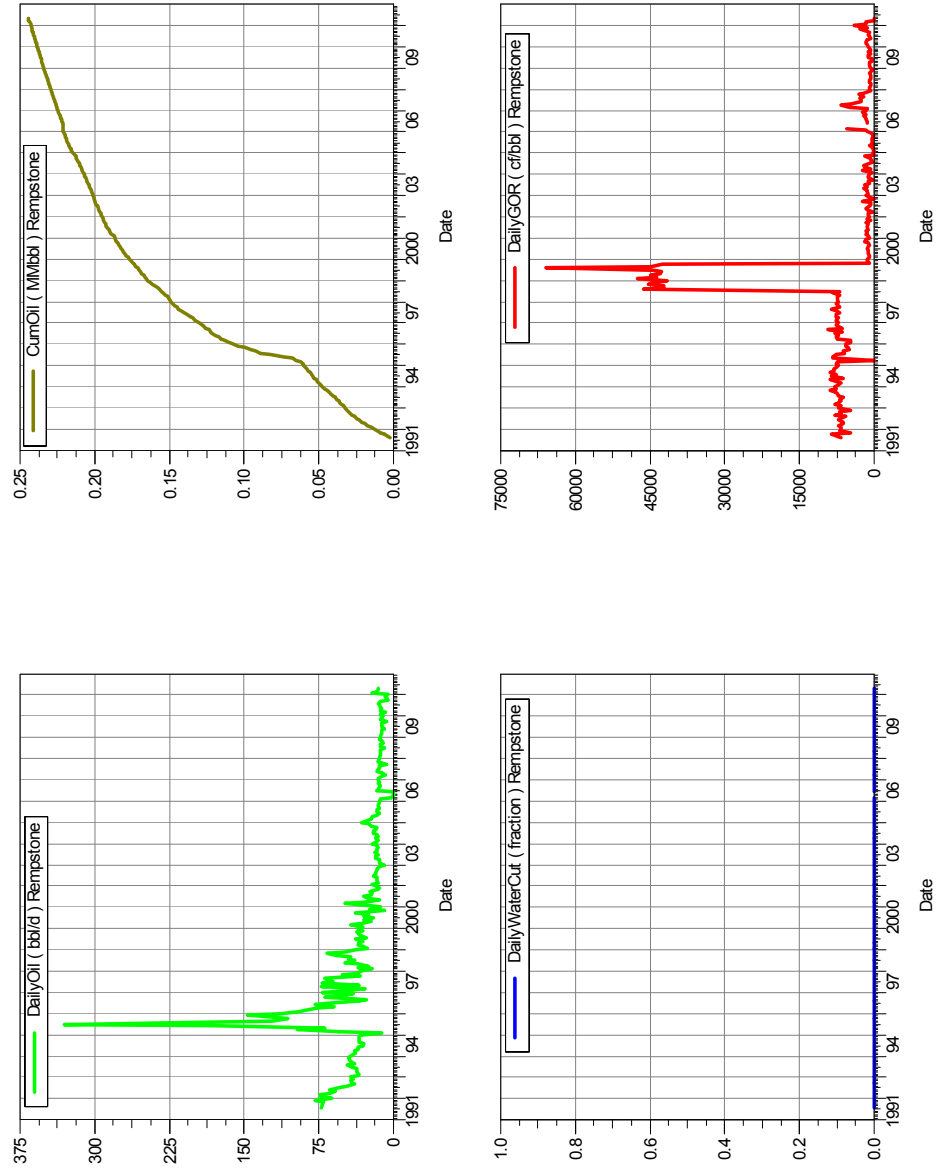 DailyOil ( bbl/d ) Rempstone
375
300
225
150
75
0
1991 94 97 2000 03 06 09
Date
CumOil ( MMbbl ) Rempstone
0.25
0.20
0.15
0.10
0.05
0.00
1991 94 97 2000 03 06 09
Date
DailyWaterCut ( fraction ) Rempstone
1.0
0.8
0.6
0.4
0.2
0.0
1991 94 97 2000 03 06 09
Date
DailyGOR ( cf/bbl ) Rempstone
75000
60000
45000
30000
15000
0
1991 94 97 2000 03 06 09
Date